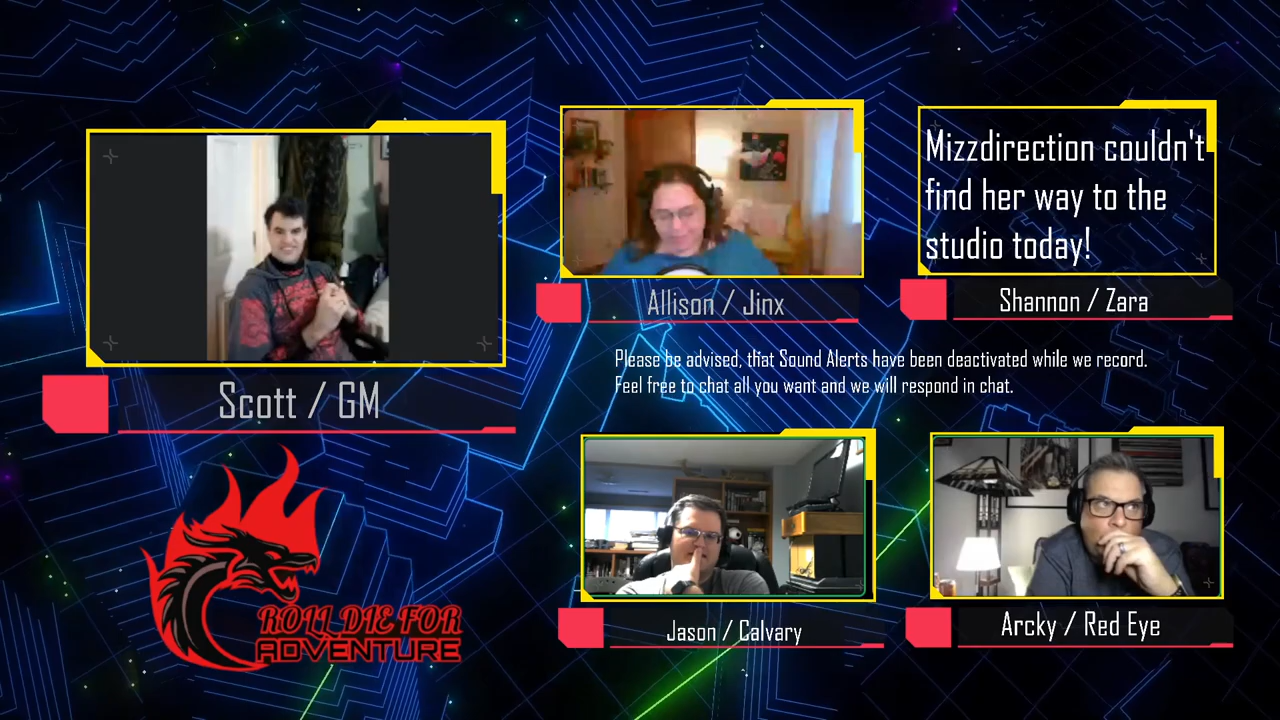 Mizzdirection couldn't
find her way to the
studio today!
Scott / GM
Allison / Jinx
Shannon / Zara
Please be advised, that Sound Alerts have been deactivated while we record.
Feel free to chat all you want and we will respond in chat.
ROLL DIE FOR
ADVENTURE
Jason / Calvary
Arcky / Red Eye